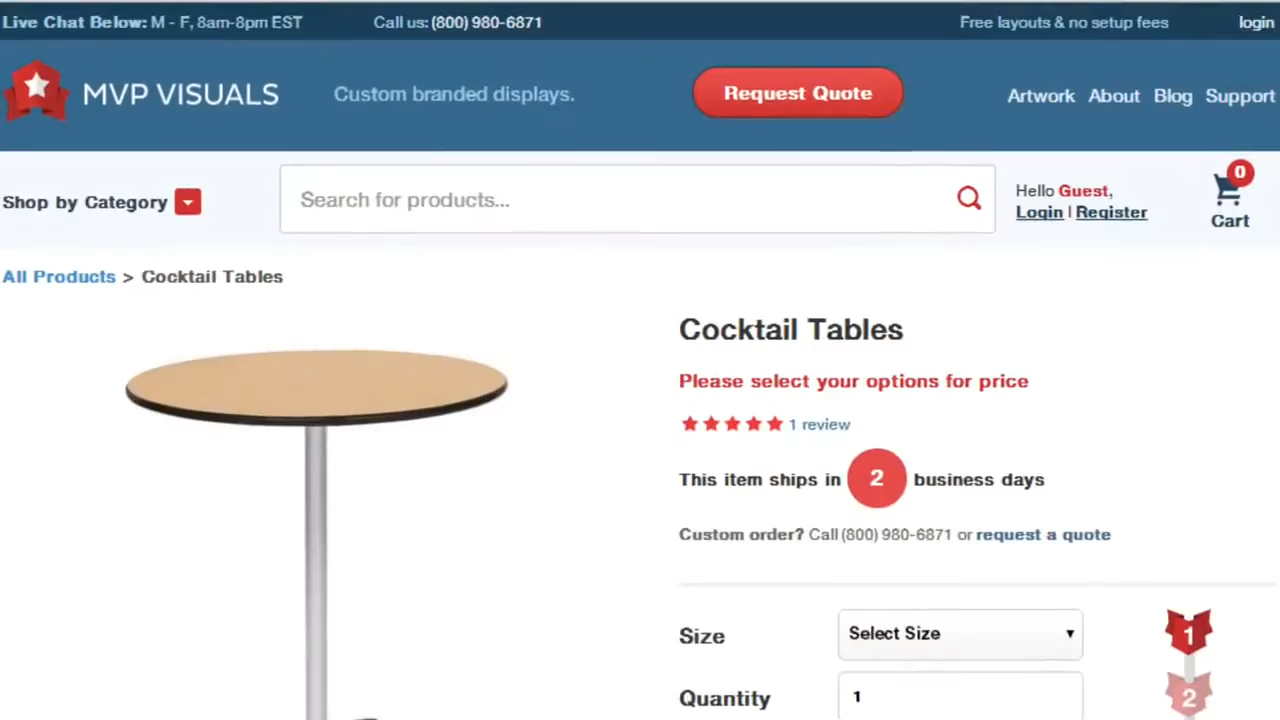 Live Chat Below: M - F, 8am-8pm EST Call us: (800) 980-6871 Free layouts & no setup fees login
MVP VISUALS Custom branded displays. Request Quote Artwork About Blog Support
Shop by Category Search for products... Hello Guest, 0
Login | Register Cart
All Products > Cocktail Tables
Cocktail Tables
Please select your options for price
1 review
This item ships in 2 business days
Custom order? Call (800) 980-6871 or request a quote
Size Select Size 1
Quantity 1 2